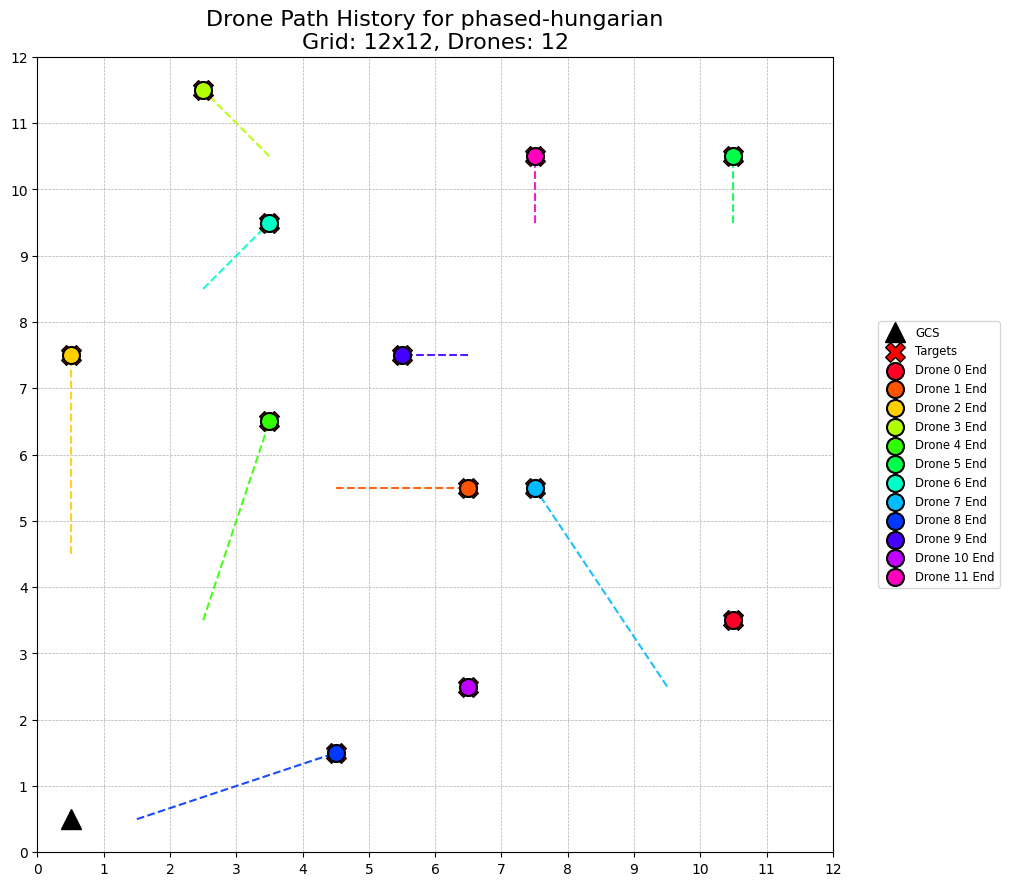 Drone Path History for phased-hungarian
Grid: 12x12, Drones: 12
12
11
10
9
8
7
6
5
4
3
2
1
0
0 1 2 3 4 5 6 7 8 9 10 11 12
GCS
Targets
Drone 0 End
Drone 1 End
Drone 2 End
Drone 3 End
Drone 4 End
Drone 5 End
Drone 6 End
Drone 7 End
Drone 8 End
Drone 9 End
Drone 10 End
Drone 11 End